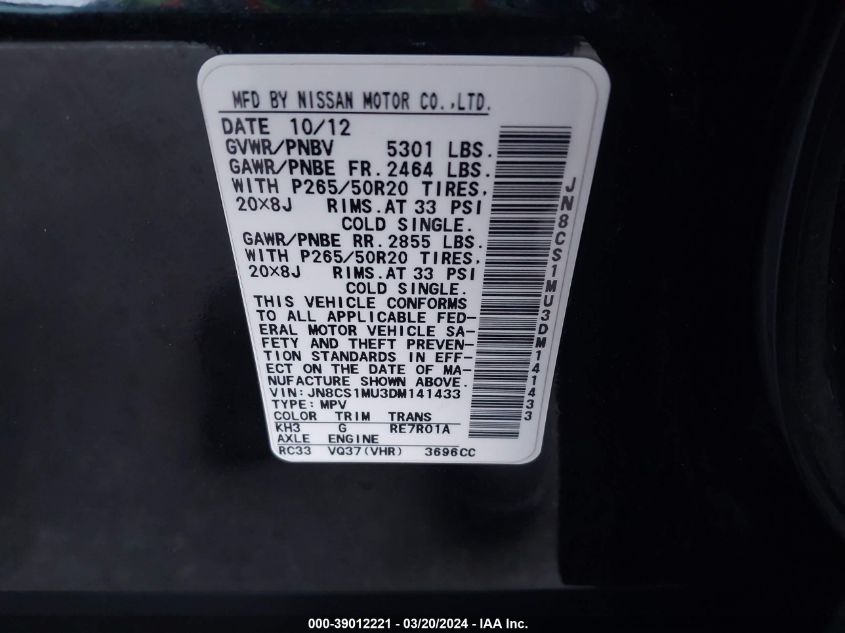 MFD BY NISSAN MOTOR CO.,LTD.
DATE 10/12
GVWR/PNBV 5301 LBS.
GAWR/PNBE FR. 2464 LBS.
WITH P265/50R20 TIRES,
20×8J RIMS. AT 33 PSI
COLD SINGLE.
GAWR/PNBE RR. 2855 LBS.
WITH P265/50R20 TIRES,
20×8J RIMS. AT 33 PSI
COLD SINGLE.
THIS VEHICLE CONFORMS
TO ALL APPLICABLE FED-
ERAL MOTOR VEHICLE SA-
FETY AND THEFT PREVEN-
TION STANDARDS IN EFF-
ECT ON THE DATE OF MA-
NUFACTURE SHOWN ABOVE.
VIN:JN8CS1MU3DM141433
TYPE:MPV
COLOR TRIM TRANS
KH3 G RE7R01A
AXLE ENGINE
RC33 VQ37(VHR) 3696CC
JN8CS1MU3DM141433
000-39012221 - 03/20/2024 - IAA Inc.